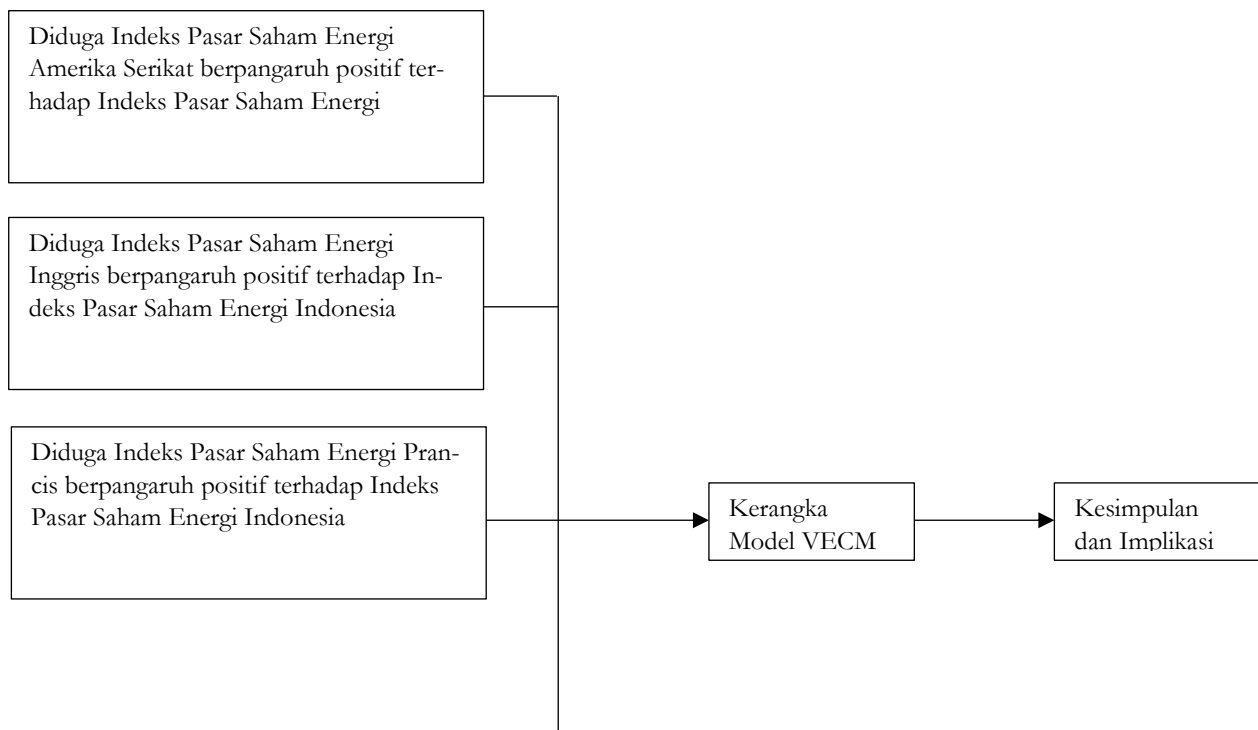 Diduga Indeks Pasar Saham Energi
Amerika Serikat berpangaruh positif ter-
hadap Indeks Pasar Saham Energi
Diduga Indeks Pasar Saham Energi
Inggris berpangaruh positif terhadap In-
deks Pasar Saham Energi Indonesia
Diduga Indeks Pasar Saham Energi Pran-
cis berpangaruh positif terhadap Indeks
Pasar Saham Energi Indonesia
Kerangka
Model VECM
Kesimpulan
dan Implikasi